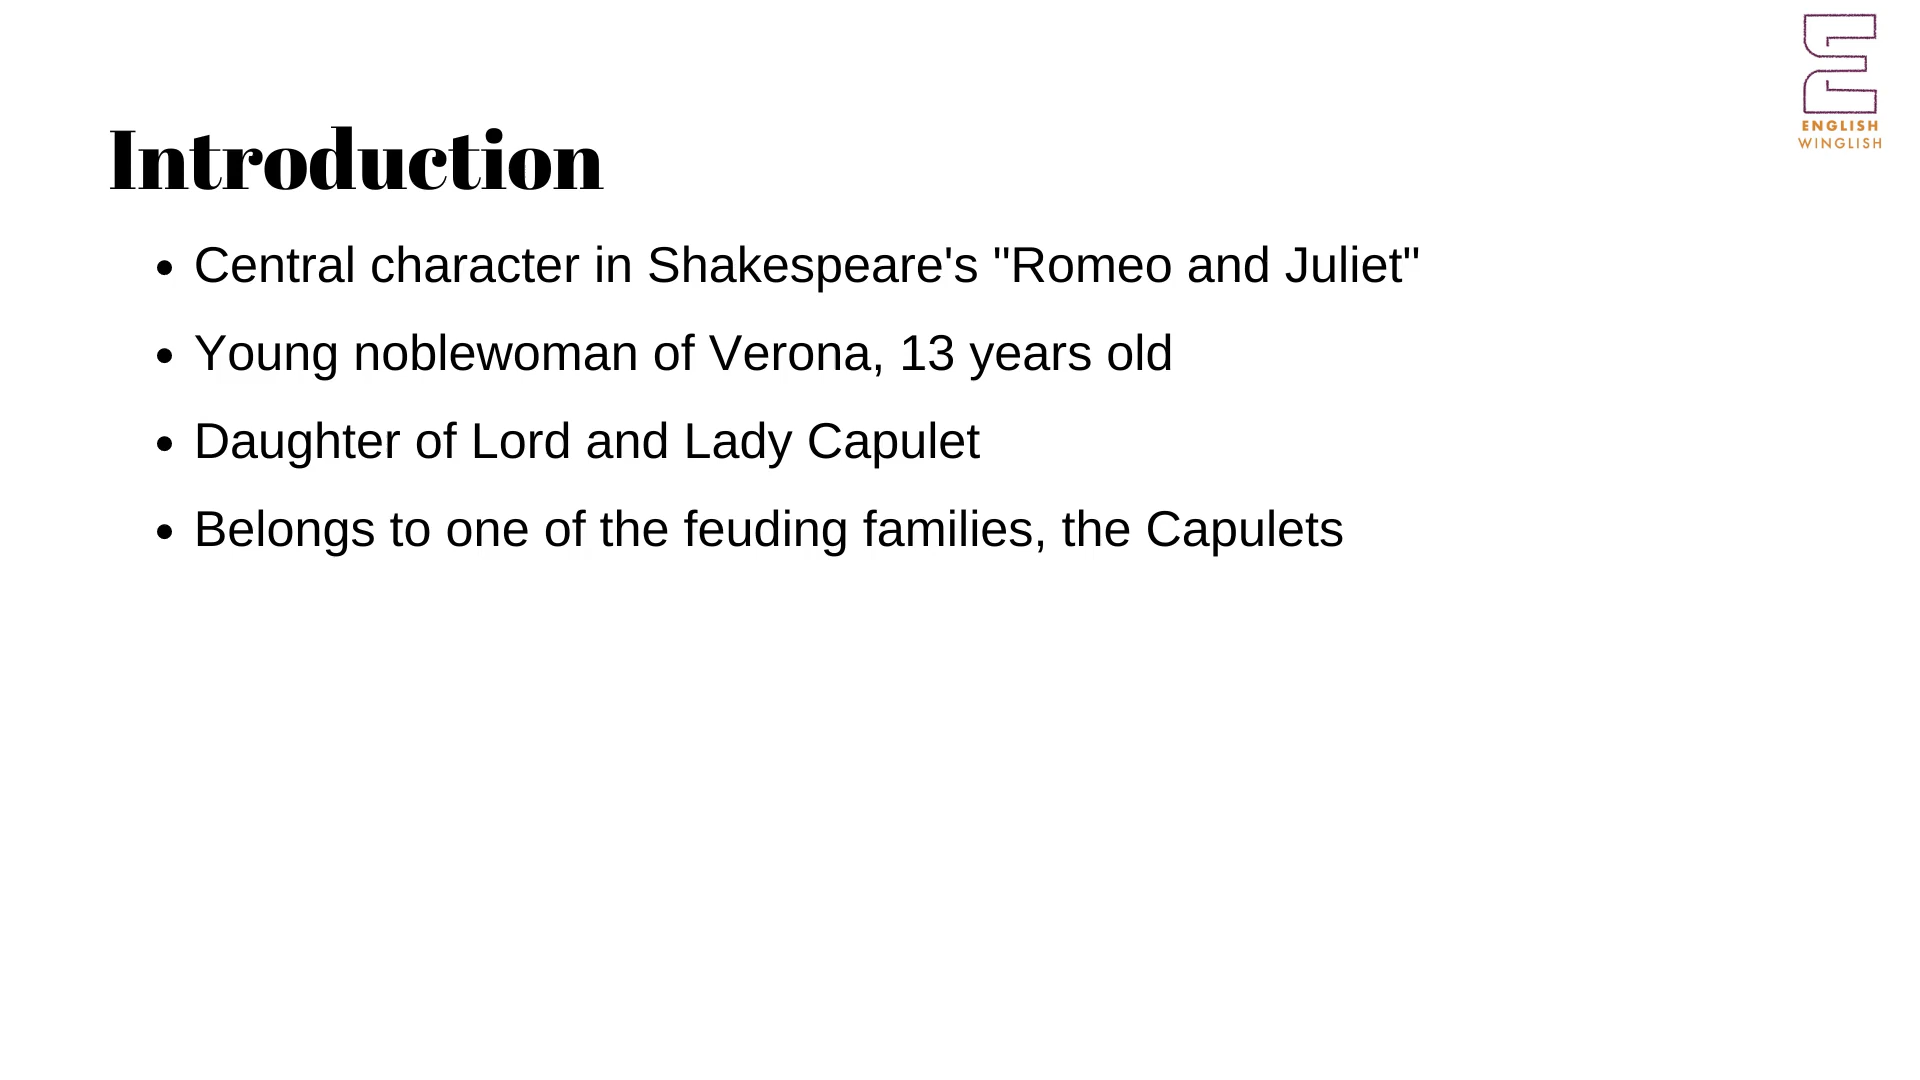 ENGLISH
WINGLISH
Introduction
• Central character in Shakespeare's "Romeo and Juliet"
• Young noblewoman of Verona, 13 years old
• Daughter of Lord and Lady Capulet
• Belongs to one of the feuding families, the Capulets